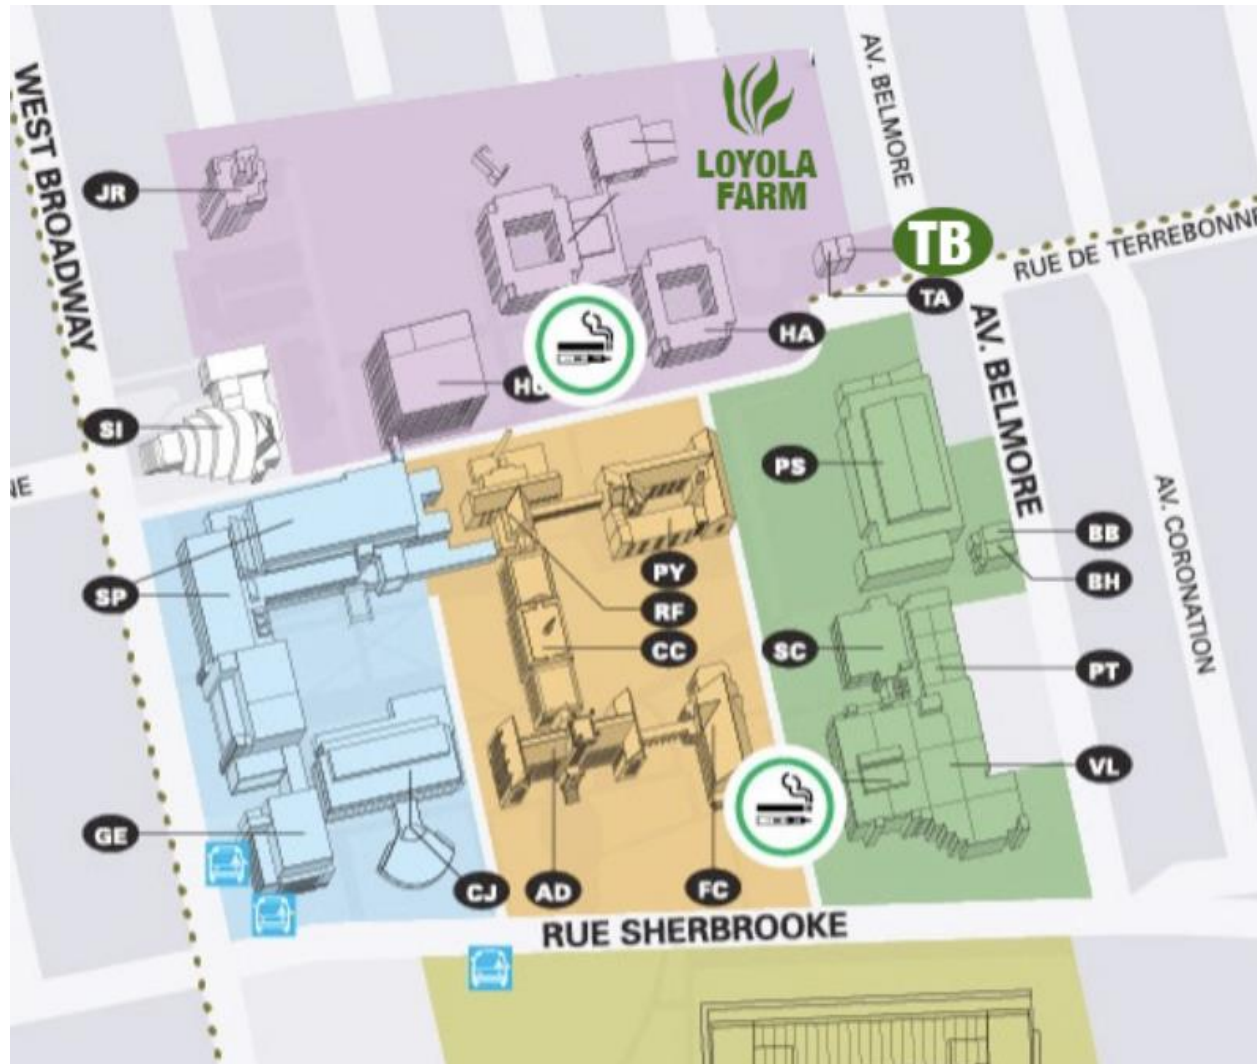 WEST BROADWAY
AV. BELMORE
LOYOLA
FARM
JR
TB
RUE DE TERREBONNE
TA
AV. BELMORE
HA
SI
PS
AV. CORONATION
BB
BH
PY
SP
RF
CC
SC
PT
VL
GE
CJ
AD
FC
RUE SHERBROOKE